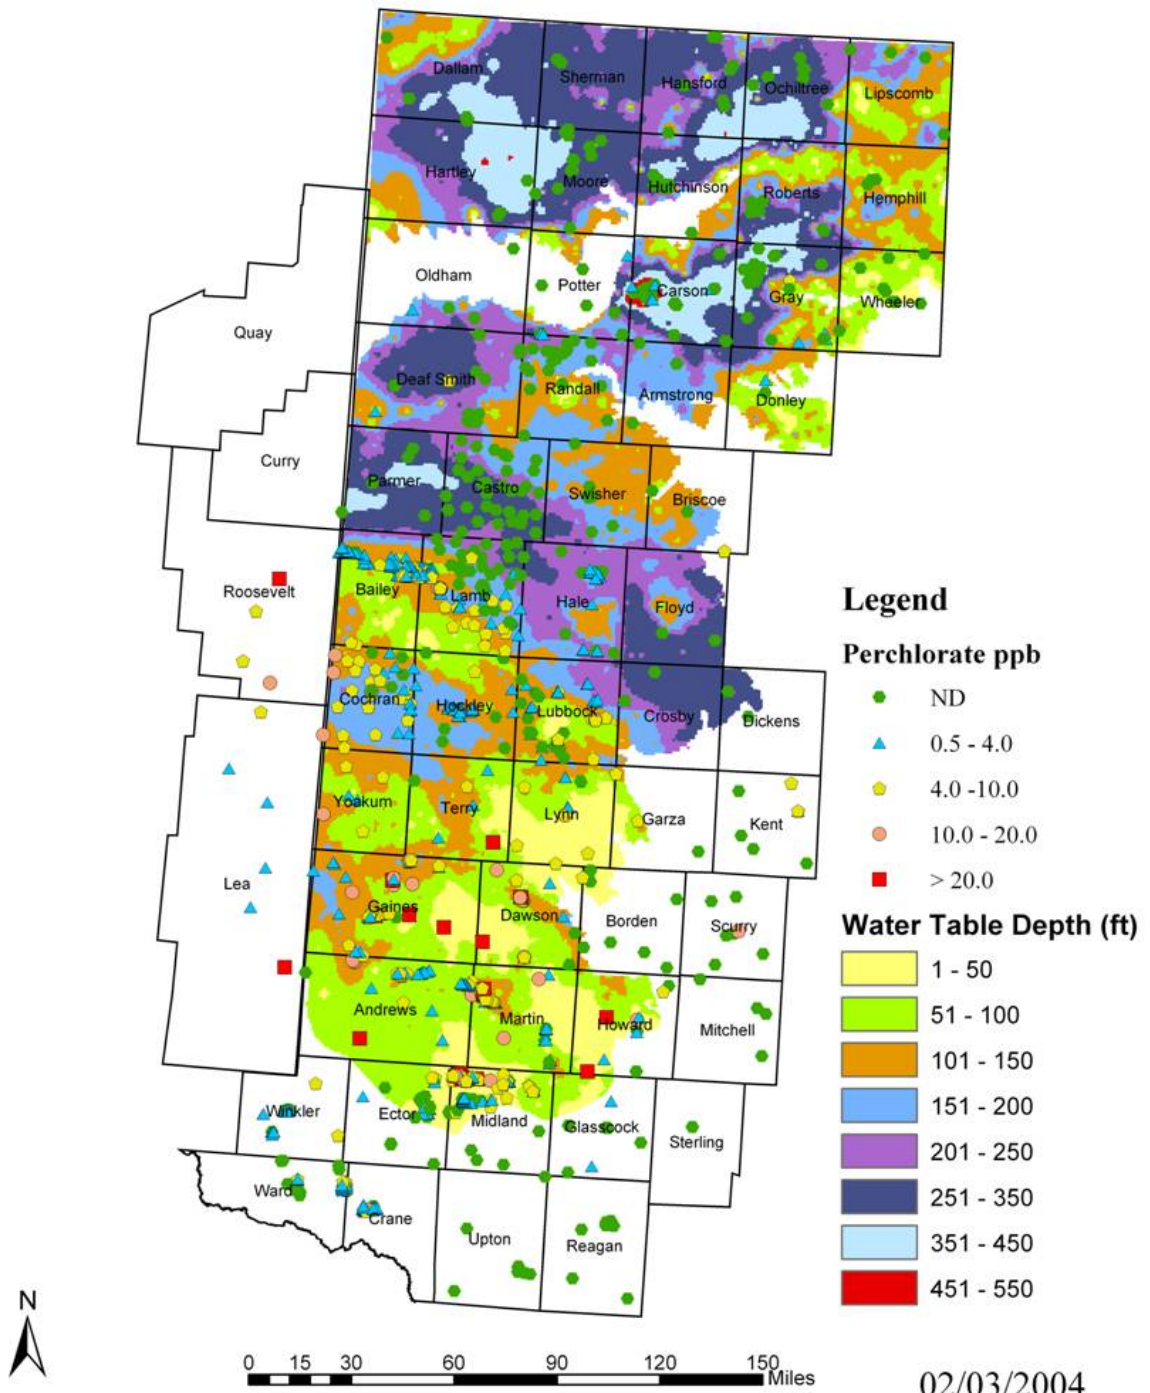 Dallam
Sherman
Hansford
Ochiltree
Lipscomb
Hartley
Moore
Hutchinson
Roberts
Hemphill
Oldham
Potter
Carson
Gray
Wheeler
Quay
Deaf Smith
Randall
Armstrong
Donley
Curry
Parmer
Castro
Swisher
Briscoe
Roosevelt
Bailey
Lamb
Hale
Floyd
Cochran
Hockley
Lubbock
Crosby
Dickens
Yoakum
Terry
Lynn
Garza
Kent
Lea
Gaines
Dawson
Borden
Scurry
Andrews
Martin
Howard
Mitchell
Winkler
Ector
Midland
Glasscock
Sterling
Ward
Crane
Upton
Reagan
Legend
Perchlorate ppb
ND
0.5 - 4.0
4.0 -10.0
10.0 - 20.0
> 20.0
Water Table Depth (ft)
1 - 50
51 - 100
101 - 150
151 - 200
201 - 250
251 - 350
351 - 450
451 - 550
N
0 15 30 60 90 120 150
Miles
02/03/2004